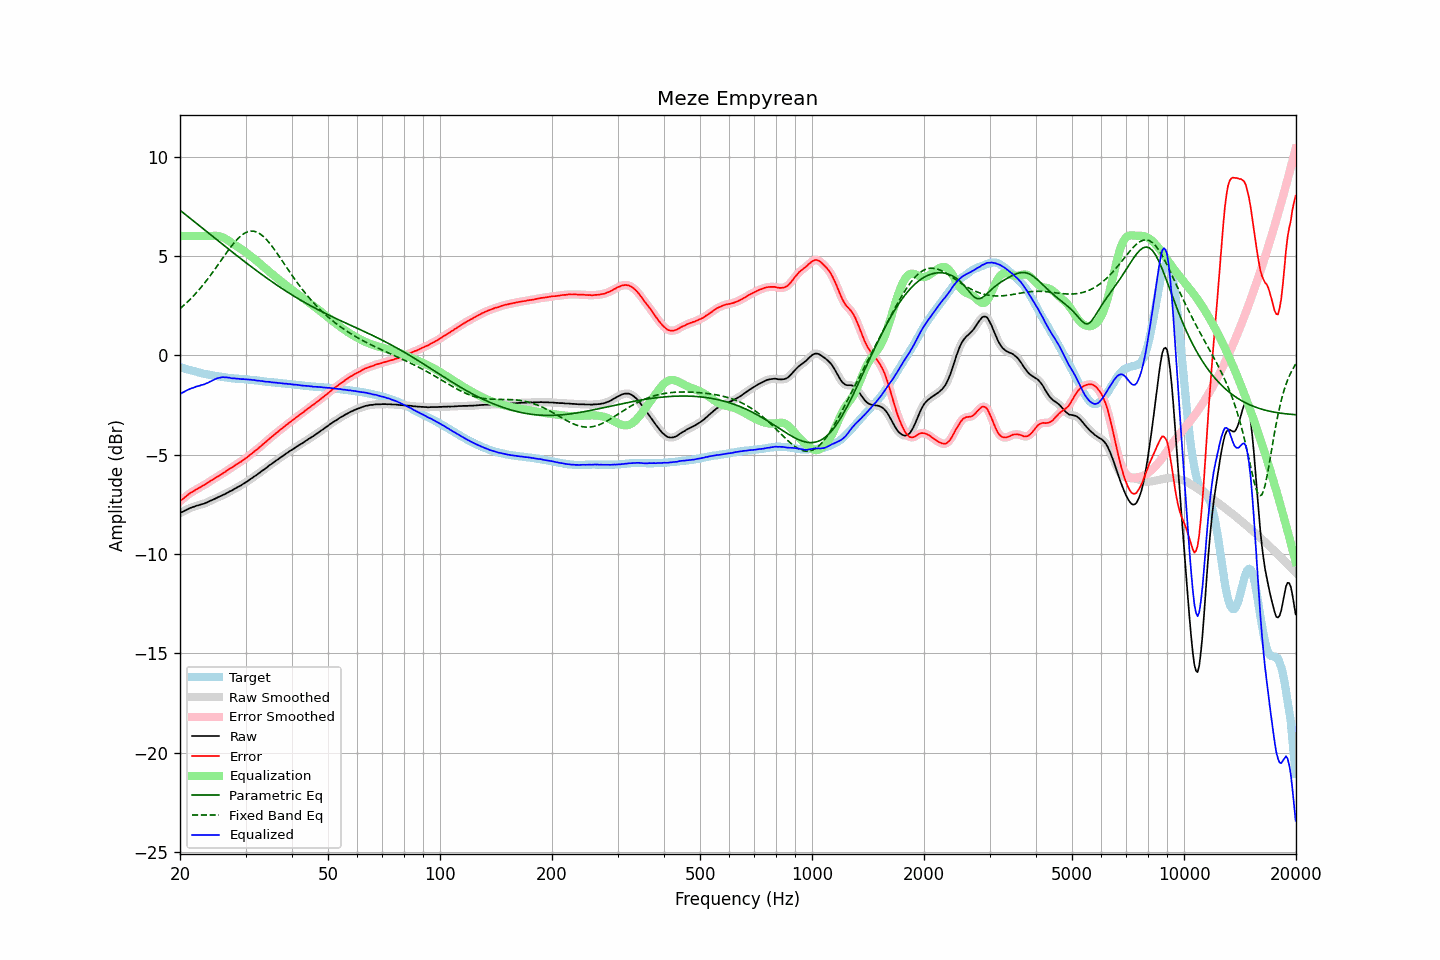 Meze Empyrean
Amplitude (dBr)
10
5
0
−5
−10
−15
−20
−25
Target
Raw Smoothed
Error Smoothed
Raw
Error
Equalization
Parametric Eq
Fixed Band Eq
Equalized
20 50 100 200 500 1000 2000 5000 10000 20000
Frequency (Hz)